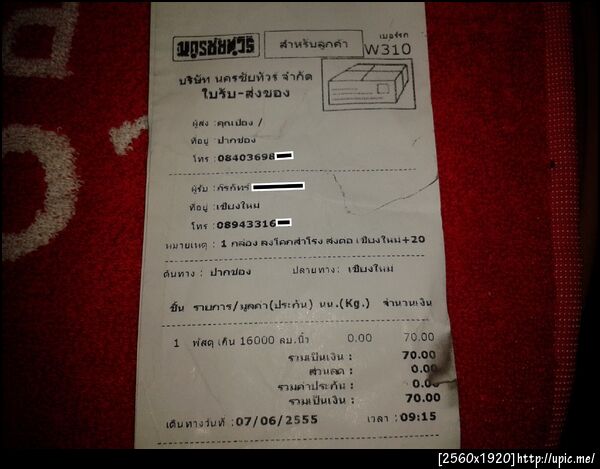 สำหรับลูกค้า
เบอร์รถ
W310
บริษัท นครชัยทัวร์ จำกัด
ใบรับ-ส่งของ
ผู้ส่ง : คุณป๋อง /
ที่อยู่ : ปากช่อง
โทร : 08403698
ผู้รับ : ภัรภัทร์
ที่อยู่ : เชียงใหม่
โทร : 08943316
หมายเหตุ : 1 กล่อง ลงโคกสำโรง ส่งต่อ เชียงใหม่+20
ต้นทาง : ปากช่อง ปลายทาง : เชียงใหม่
ชิ้น รายการ/มูลค่า(ประกัน) นน.(Kg.) จำนวนเงิน
1 พัสดุ เกิน 16000 ลบ.นิ้ว 0.00 70.00
รวมเป็นเงิน : 70.00
ส่วนลด : 0.00
รวมค่าประกัน : 0.00
รวมเป็นเงิน : 70.00
เดินทางวันที่ : 07/06/2555 เวลา : 09:15
[2560x1920]http://upic.me/